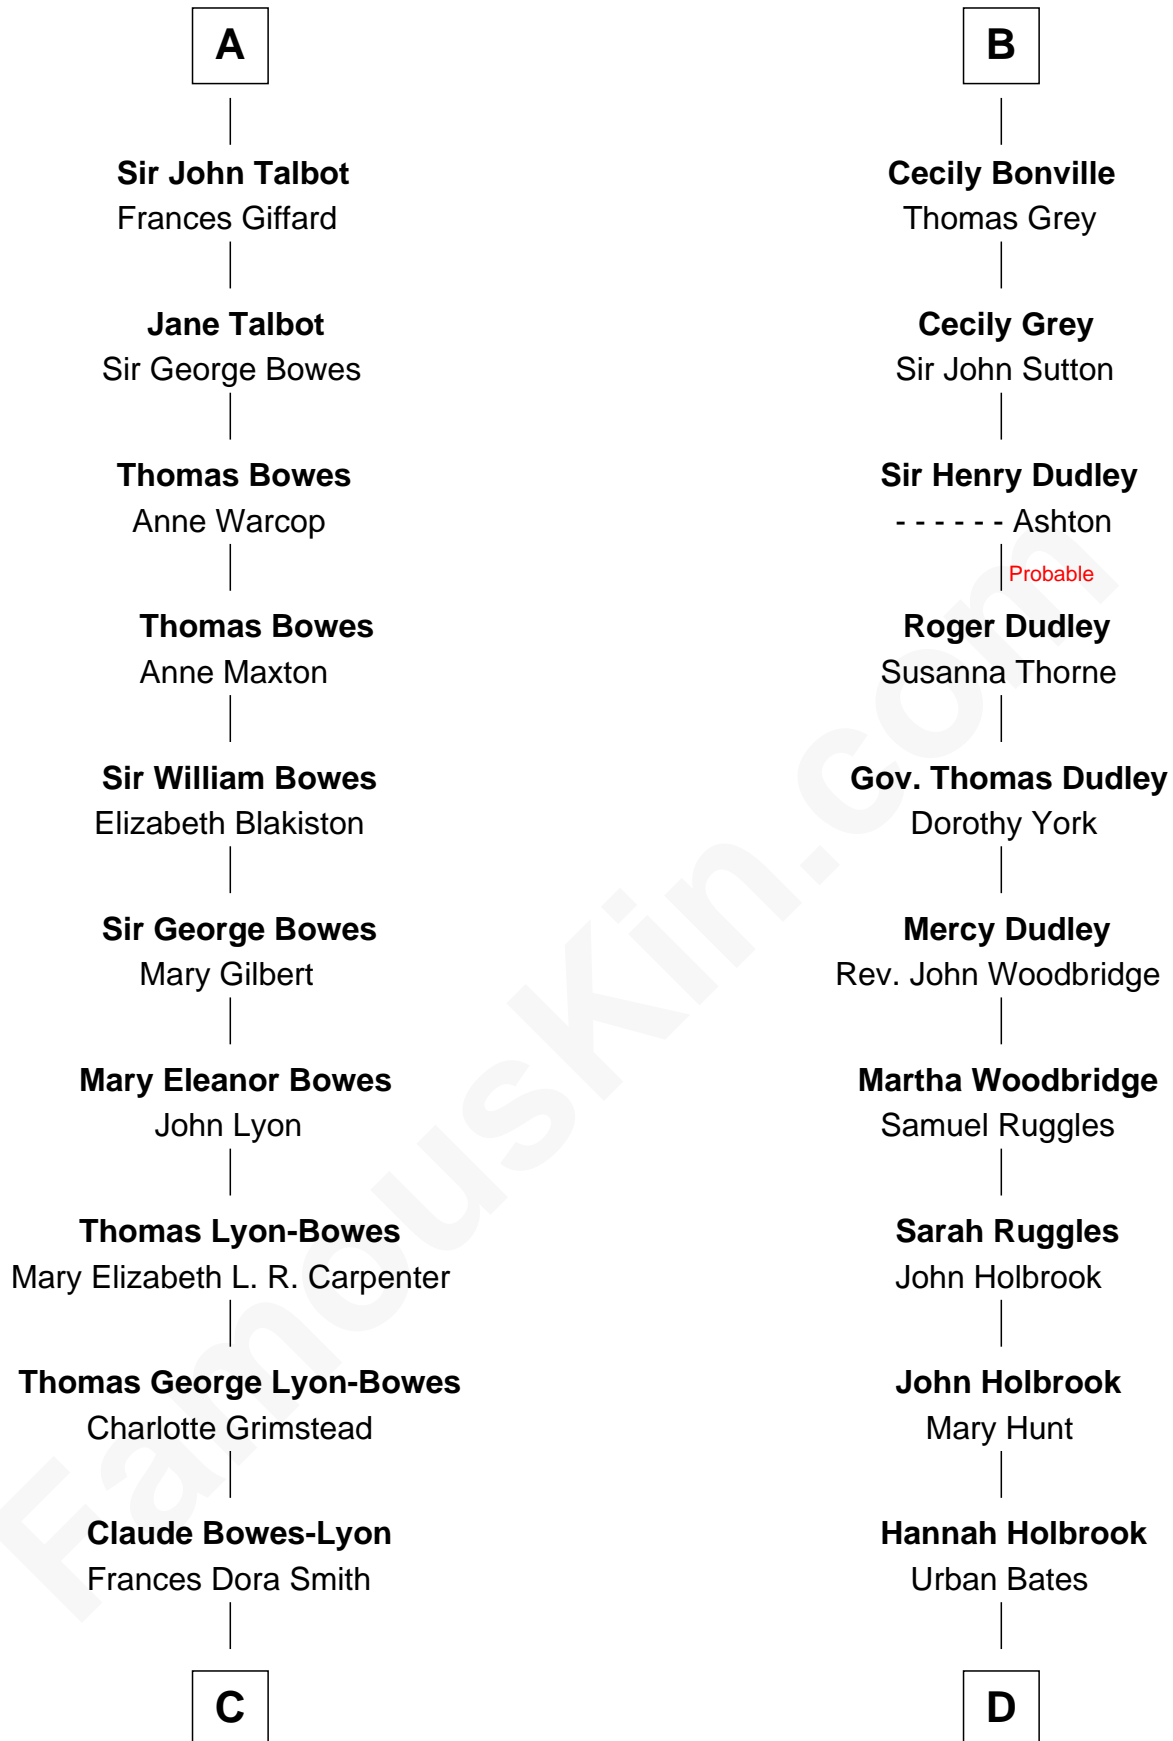 A
Sir John Talbot
Frances Giffard
Jane Talbot
Sir George Bowes
Thomas Bowes
Anne Warcop
Thomas Bowes
Anne Maxton
Sir William Bowes
Elizabeth Blakiston
Sir George Bowes
Mary Gilbert
Mary Eleanor Bowes
John Lyon
Thomas Lyon-Bowes
Mary Elizabeth L. R. Carpenter
Thomas George Lyon-Bowes
Charlotte Grimstead
Claude Bowes-Lyon
Frances Dora Smith
C
B
Cecily Bonville
Thomas Grey
Cecily Grey
Sir John Sutton
Sir Henry Dudley
- - - - - - Ashton
Probable
Roger Dudley
Susanna Thorne
Gov. Thomas Dudley
Dorothy York
Mercy Dudley
Rev. John Woodbridge
Martha Woodbridge
Samuel Ruggles
Sarah Ruggles
John Holbrook
John Holbrook
Mary Hunt
Hannah Holbrook
Urban Bates
D
FamousKin.com